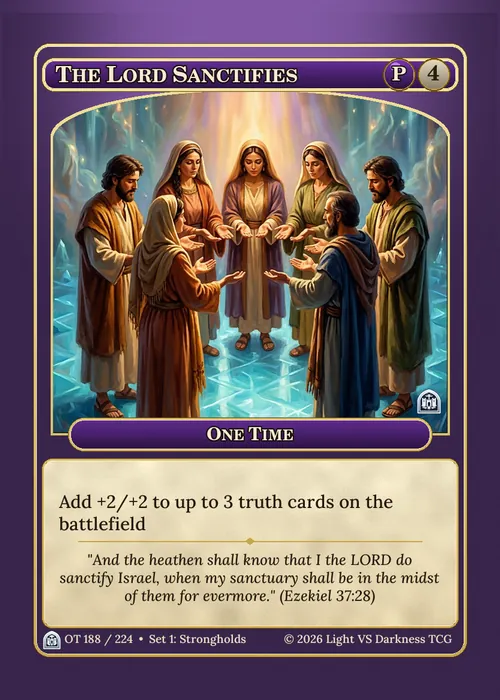 The Lord Sanctifies P 4
One Time
Add +2/+2 to up to 3 truth cards on the
battlefield
"And the heathen shall know that I the LORD do
sanctify Israel, when my sanctuary shall be in the midst
of them for evermore." (Ezekiel 37:28)
OT 188 / 224 • Set 1: Strongholds © 2026 Light VS Darkness TCG